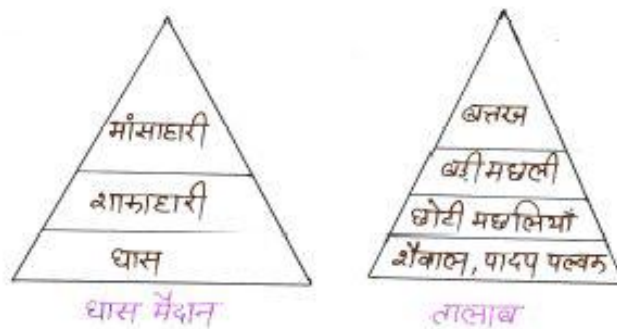 मांसाहारी
शाकाहारी
घास
घास मैदान
बत्तख
बड़ी मछली
छोटी मछलियाँ
शैवाल, पादप प्लवक
तालाब